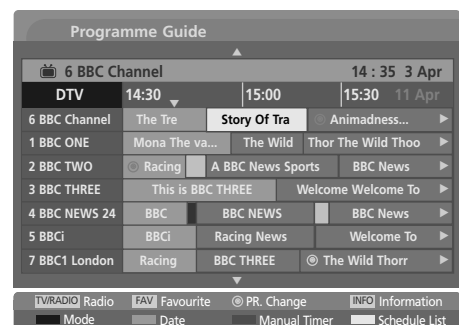 Programme Guide
6 BBC Channel 14 : 35 3 Apr
DTV 14:30 15:00 15:30 11 Apr
6 BBC Channel The Tre Story Of Tra Animadness...
1 BBC ONE Mona The va... The Wild Thor The Wild Thoo
2 BBC TWO Racing A BBC News Sports BBC News
3 BBC THREE This is BBC THREE Welcome Welcome To
4 BBC NEWS 24 BBC BBC NEWS BBC News
5 BBCi BBCi Racing News Welcome To
7 BBC1 London Racing BBC THREE The Wild Thorr
TV/RADIO Radio FAV Favourite PR. Change INFO Information
Mode Date Manual Timer Schedule List